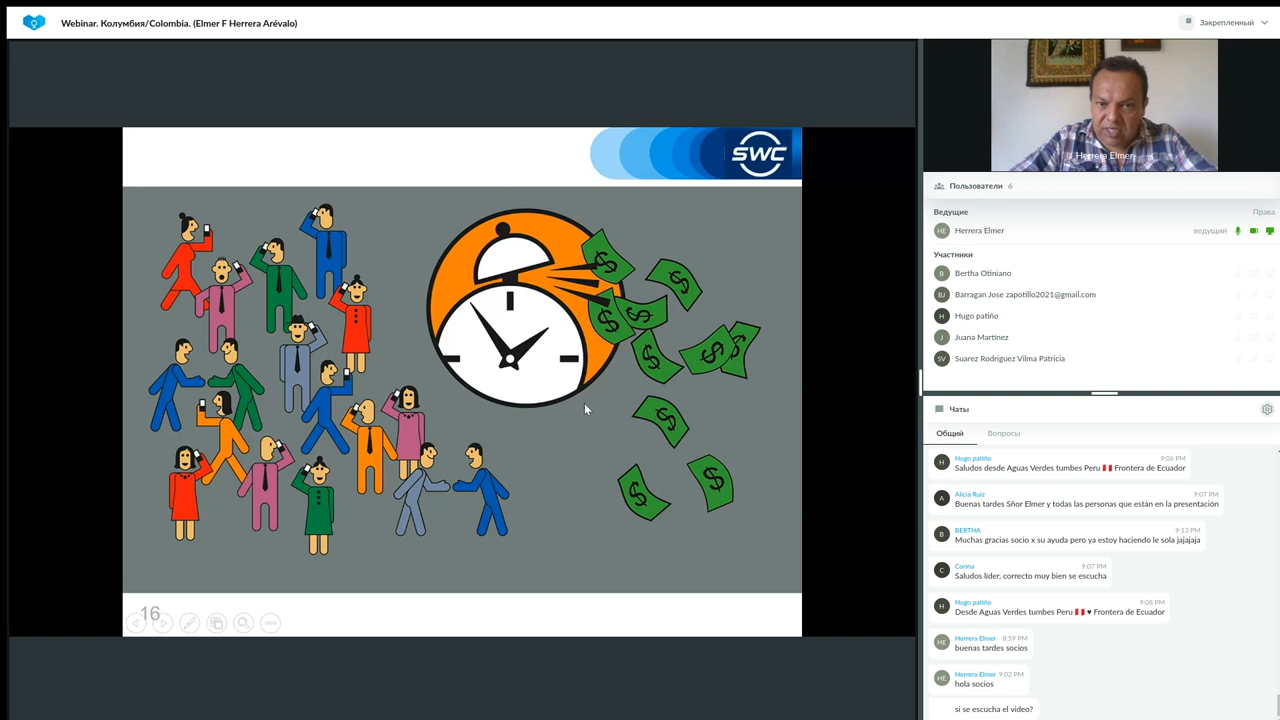 Webinar. Колумбия/Colombia. (Elmer F Herrera Arévalo)
Закрепленный
SWC
$ $ $ $ $ $ $ $ $ $
16
Herrera Elmer
Пользователи 6
Ведущие Права
HE Herrera Elmer ведущий
Участники
B Bertha Otiniano
BJ Barragan Jose zapotillo2021@gmail.com
H Hugo patiño
J Juana Martínez
SV Suarez Rodriguez Vilma Patricia
Чаты
Общий Вопросы
Hugo patiño 9:06 PM
H Saludos desde Aguas Verdes tumbes Peru 🇵🇪 Frontera de Ecuador
Alicia Ruiz 9:07 PM
A Buenas tardes Sñor Elmer y todas las personas que están en la presentación
BERTHA 9:13 PM
B Muchas gracias socio x su ayuda pero ya estoy haciendo le sola jajajaja
Corina 9:07 PM
C Saludos líder, correcto muy bien se escucha
Hugo patiño 9:08 PM
H Desde Aguas Verdes tumbes Peru 🇵🇪 ♥ Frontera de Ecuador
Herrera Elmer 8:59 PM
HE buenas tardes socios
Herrera Elmer 9:02 PM
HE hola socios
si se escucha el video?